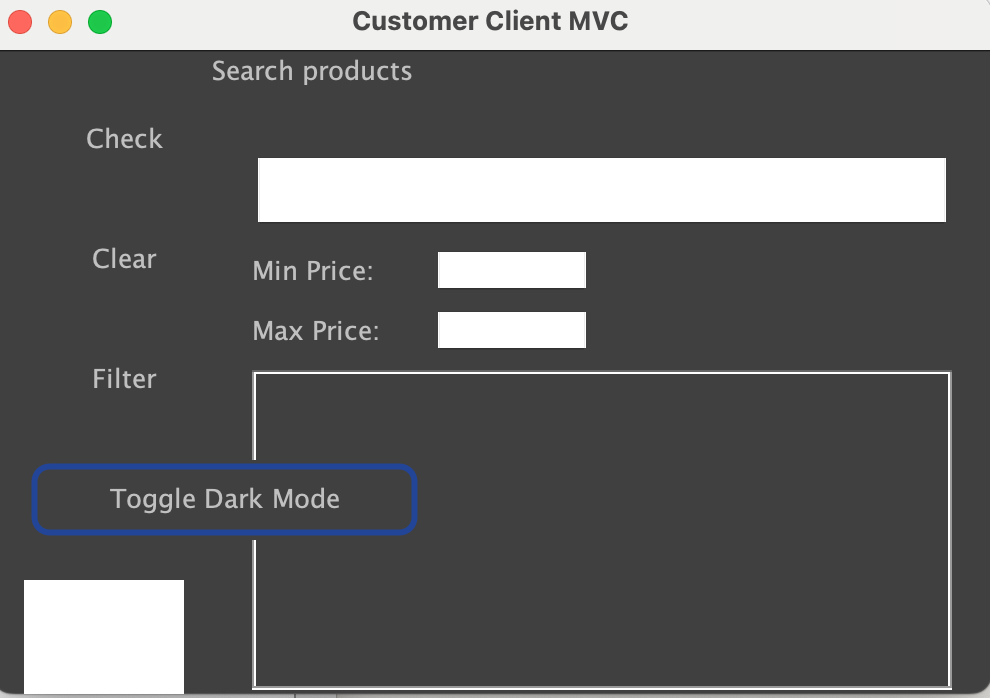 Customer Client MVC
Search products
Check
Clear
Min Price:
Max Price:
Filter
Toggle Dark Mode